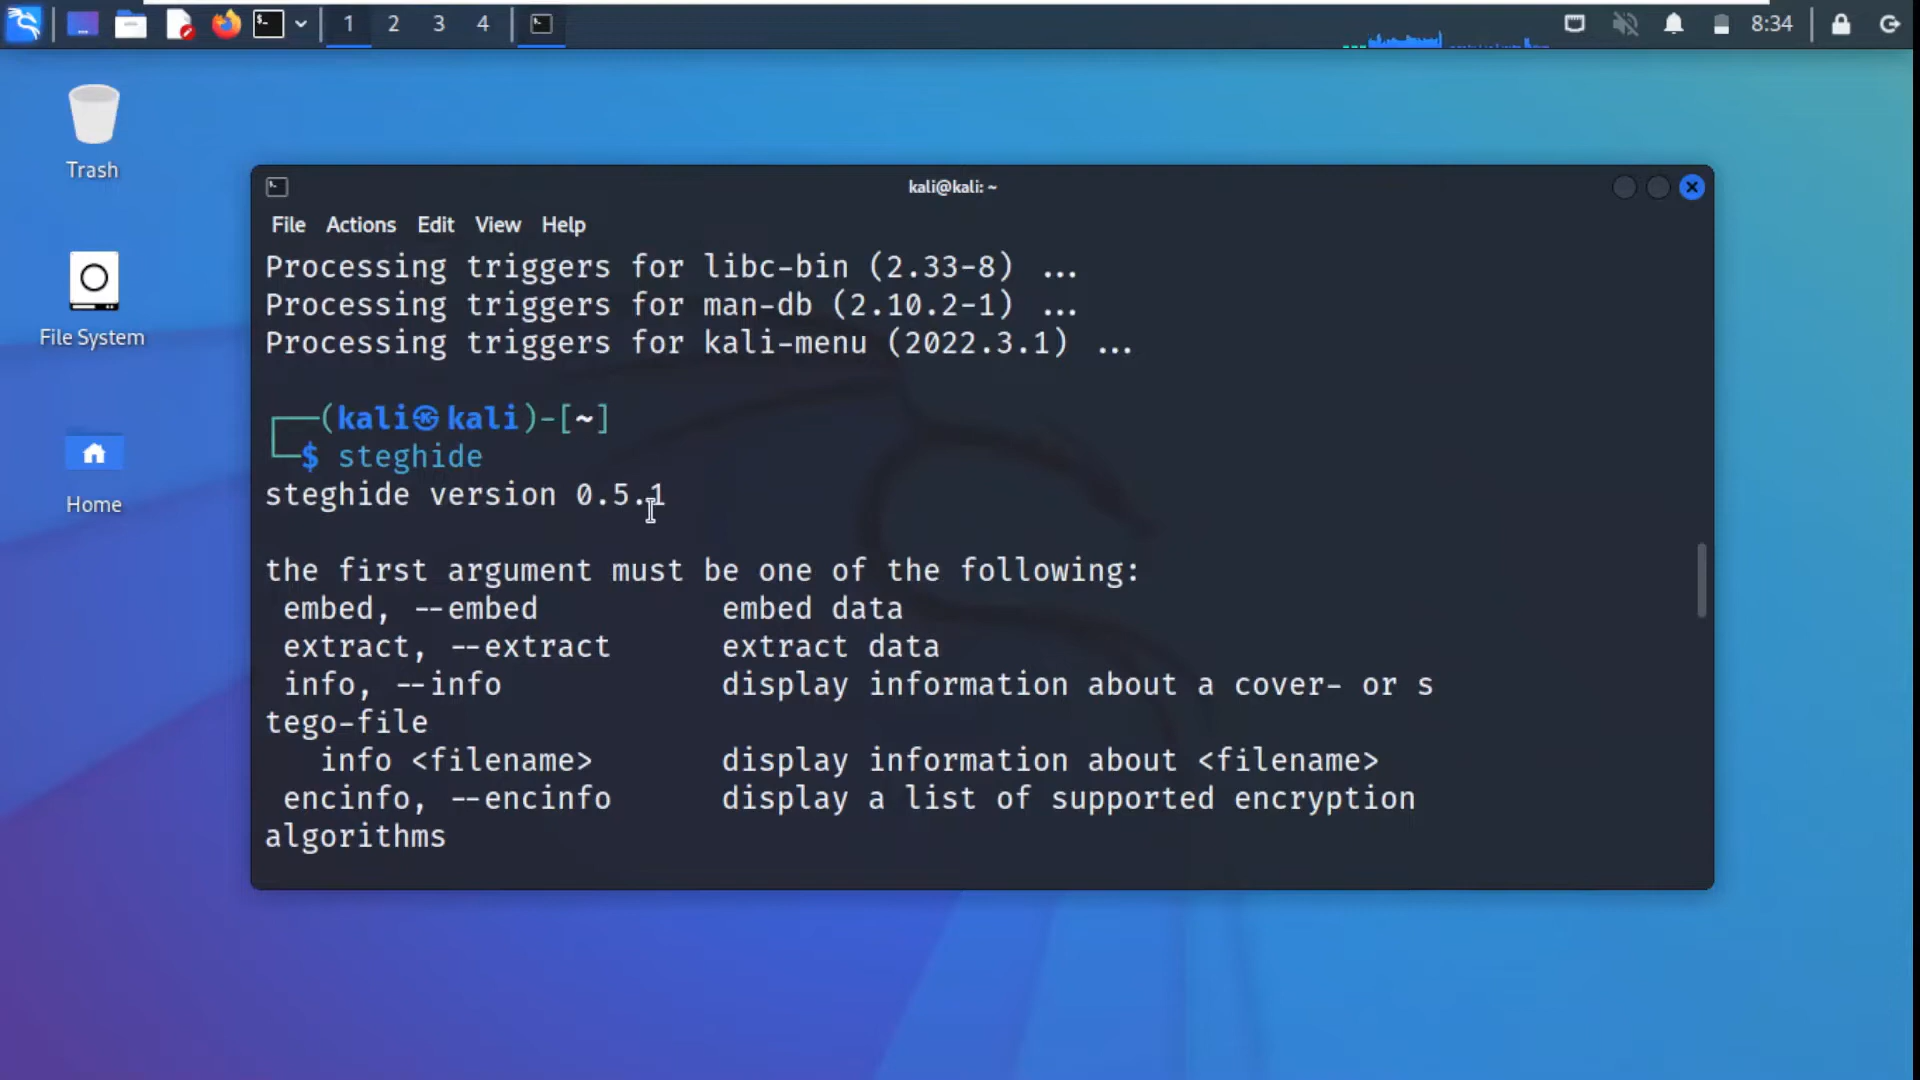 1 2 3 4 8:34
Trash
File System
Home
kali@kali: ~
File Actions Edit View Help
Processing triggers for libc-bin (2.33-8) ...
Processing triggers for man-db (2.10.2-1) ...
Processing triggers for kali-menu (2022.3.1) ...
┌──(kali㉿kali)-[~]
└─$ steghide
steghide version 0.5.1
the first argument must be one of the following:
embed, --embed embed data
extract, --extract extract data
info, --info display information about a cover- or s
tego-file
info <filename> display information about <filename>
encinfo, --encinfo display a list of supported encryption
algorithms